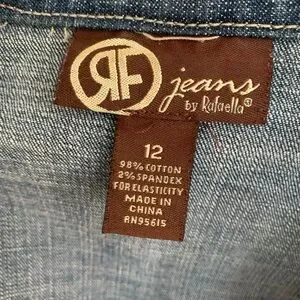 RF
jeans
by Rafaella®
12
98% COTTON
2% SPANDEX
FOR ELASTICITY
MADE IN
CHINA
RN95615